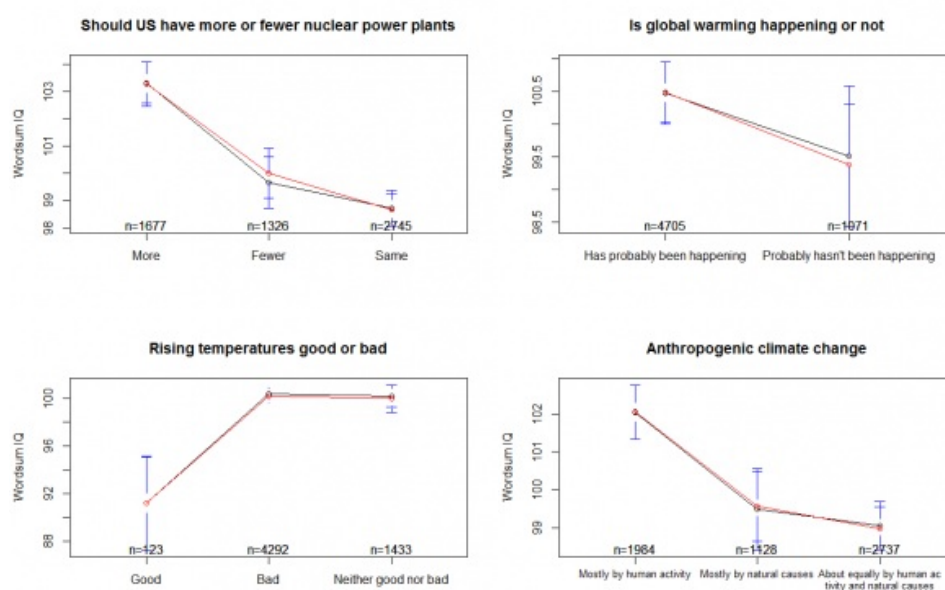 Should US have more or fewer nuclear power plants
Wordsum IQ
103
101
99
98
n=1677
n=1326
n=2745
More
Fewer
Same
Is global warming happening or not
Wordsum IQ
100.5
99.5
98.5
n=4705
n=1071
Has probably been happening
Probably hasn't been happening
Rising temperatures good or bad
Wordsum IQ
100
96
92
88
n=123
n=4292
n=1433
Good
Bad
Neither good nor bad
Anthropogenic climate change
Wordsum IQ
102
101
100
99
n=1984
n=1128
n=2737
Mostly by human activity
Mostly by natural causes
About equally by human ac
tivity and natural causes